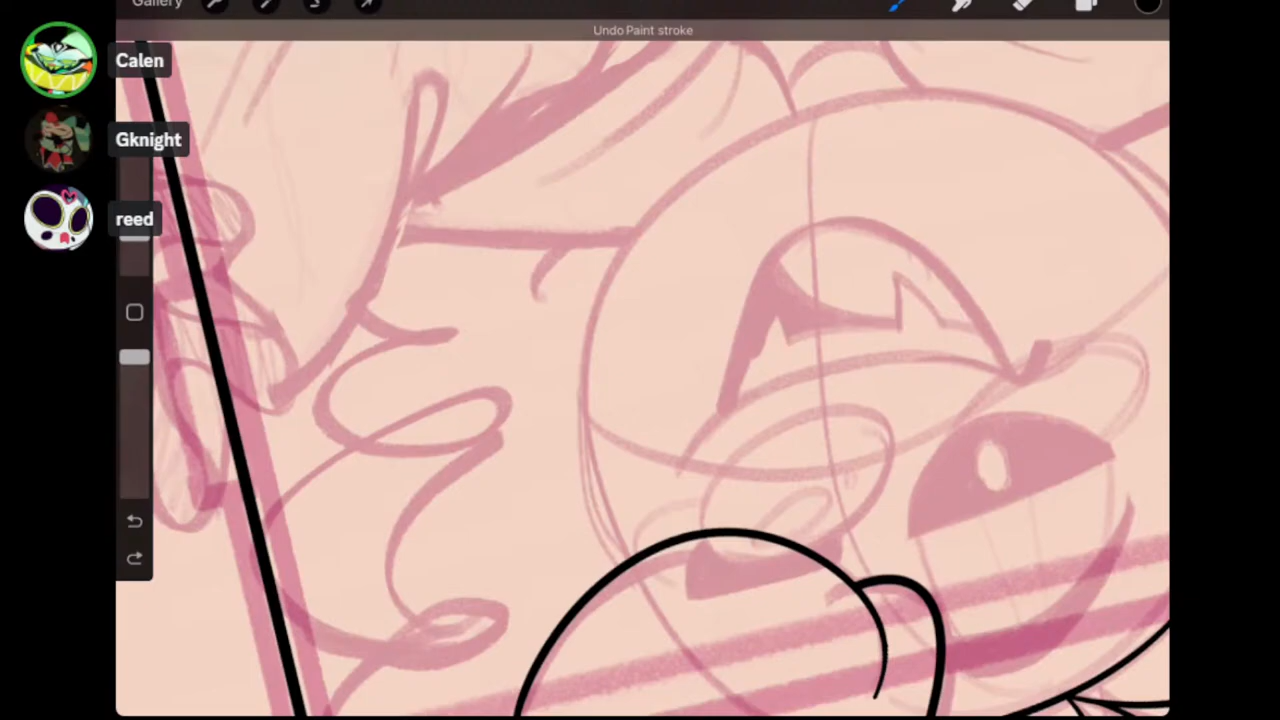 Gallery
Undo Paint stroke
Calen
Gknight
reed